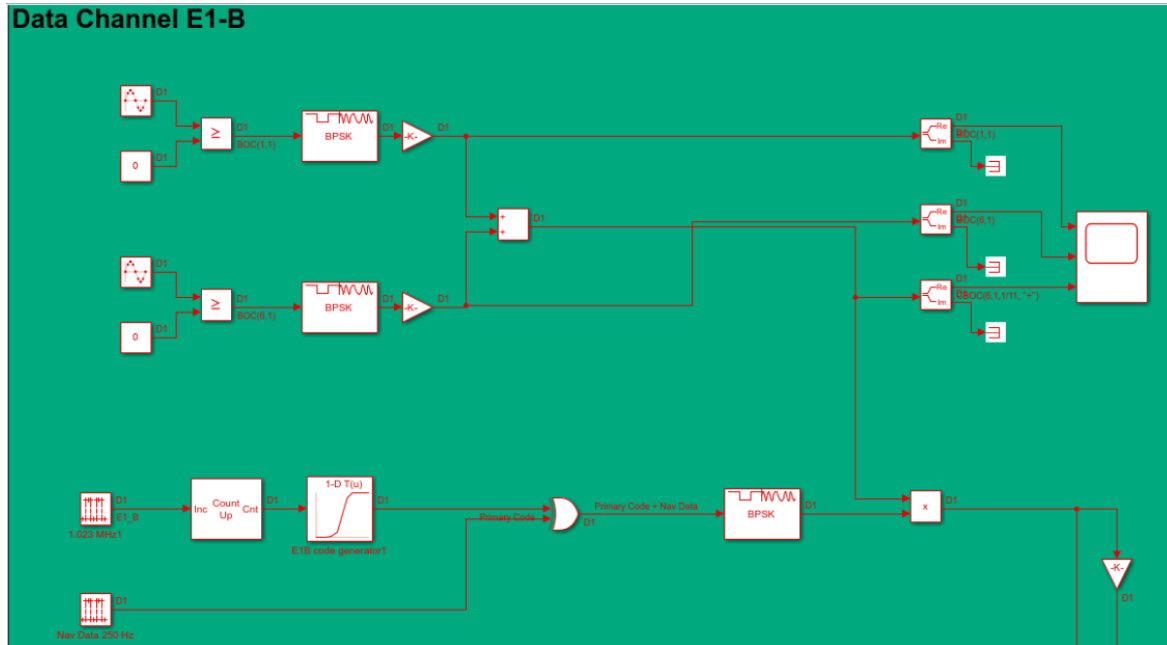 Data Channel E1-B
D1
≥
D1
BOC(1,1)
BPSK
D1
-K-
D1
0
D1
Re
Im
D1
BOC(1,1)
+
+
D1
Re
Im
D1
BOC(6,1)
D1
≥
D1
BOC(6,1)
BPSK
D1
-K-
D1
0
D1
Re
Im
D1
CBOC(6,1,1/11, "+")
D1
E1_B
1.023 MHz1
Inc
Count
Up
Cnt
D1
1-D T(u)
D1
E1B code generator1
Primary Code
D1
Primary Code + Nav Data
BPSK
D1
x
D1
-K-
D1
D1
Nav Data 250 Hz